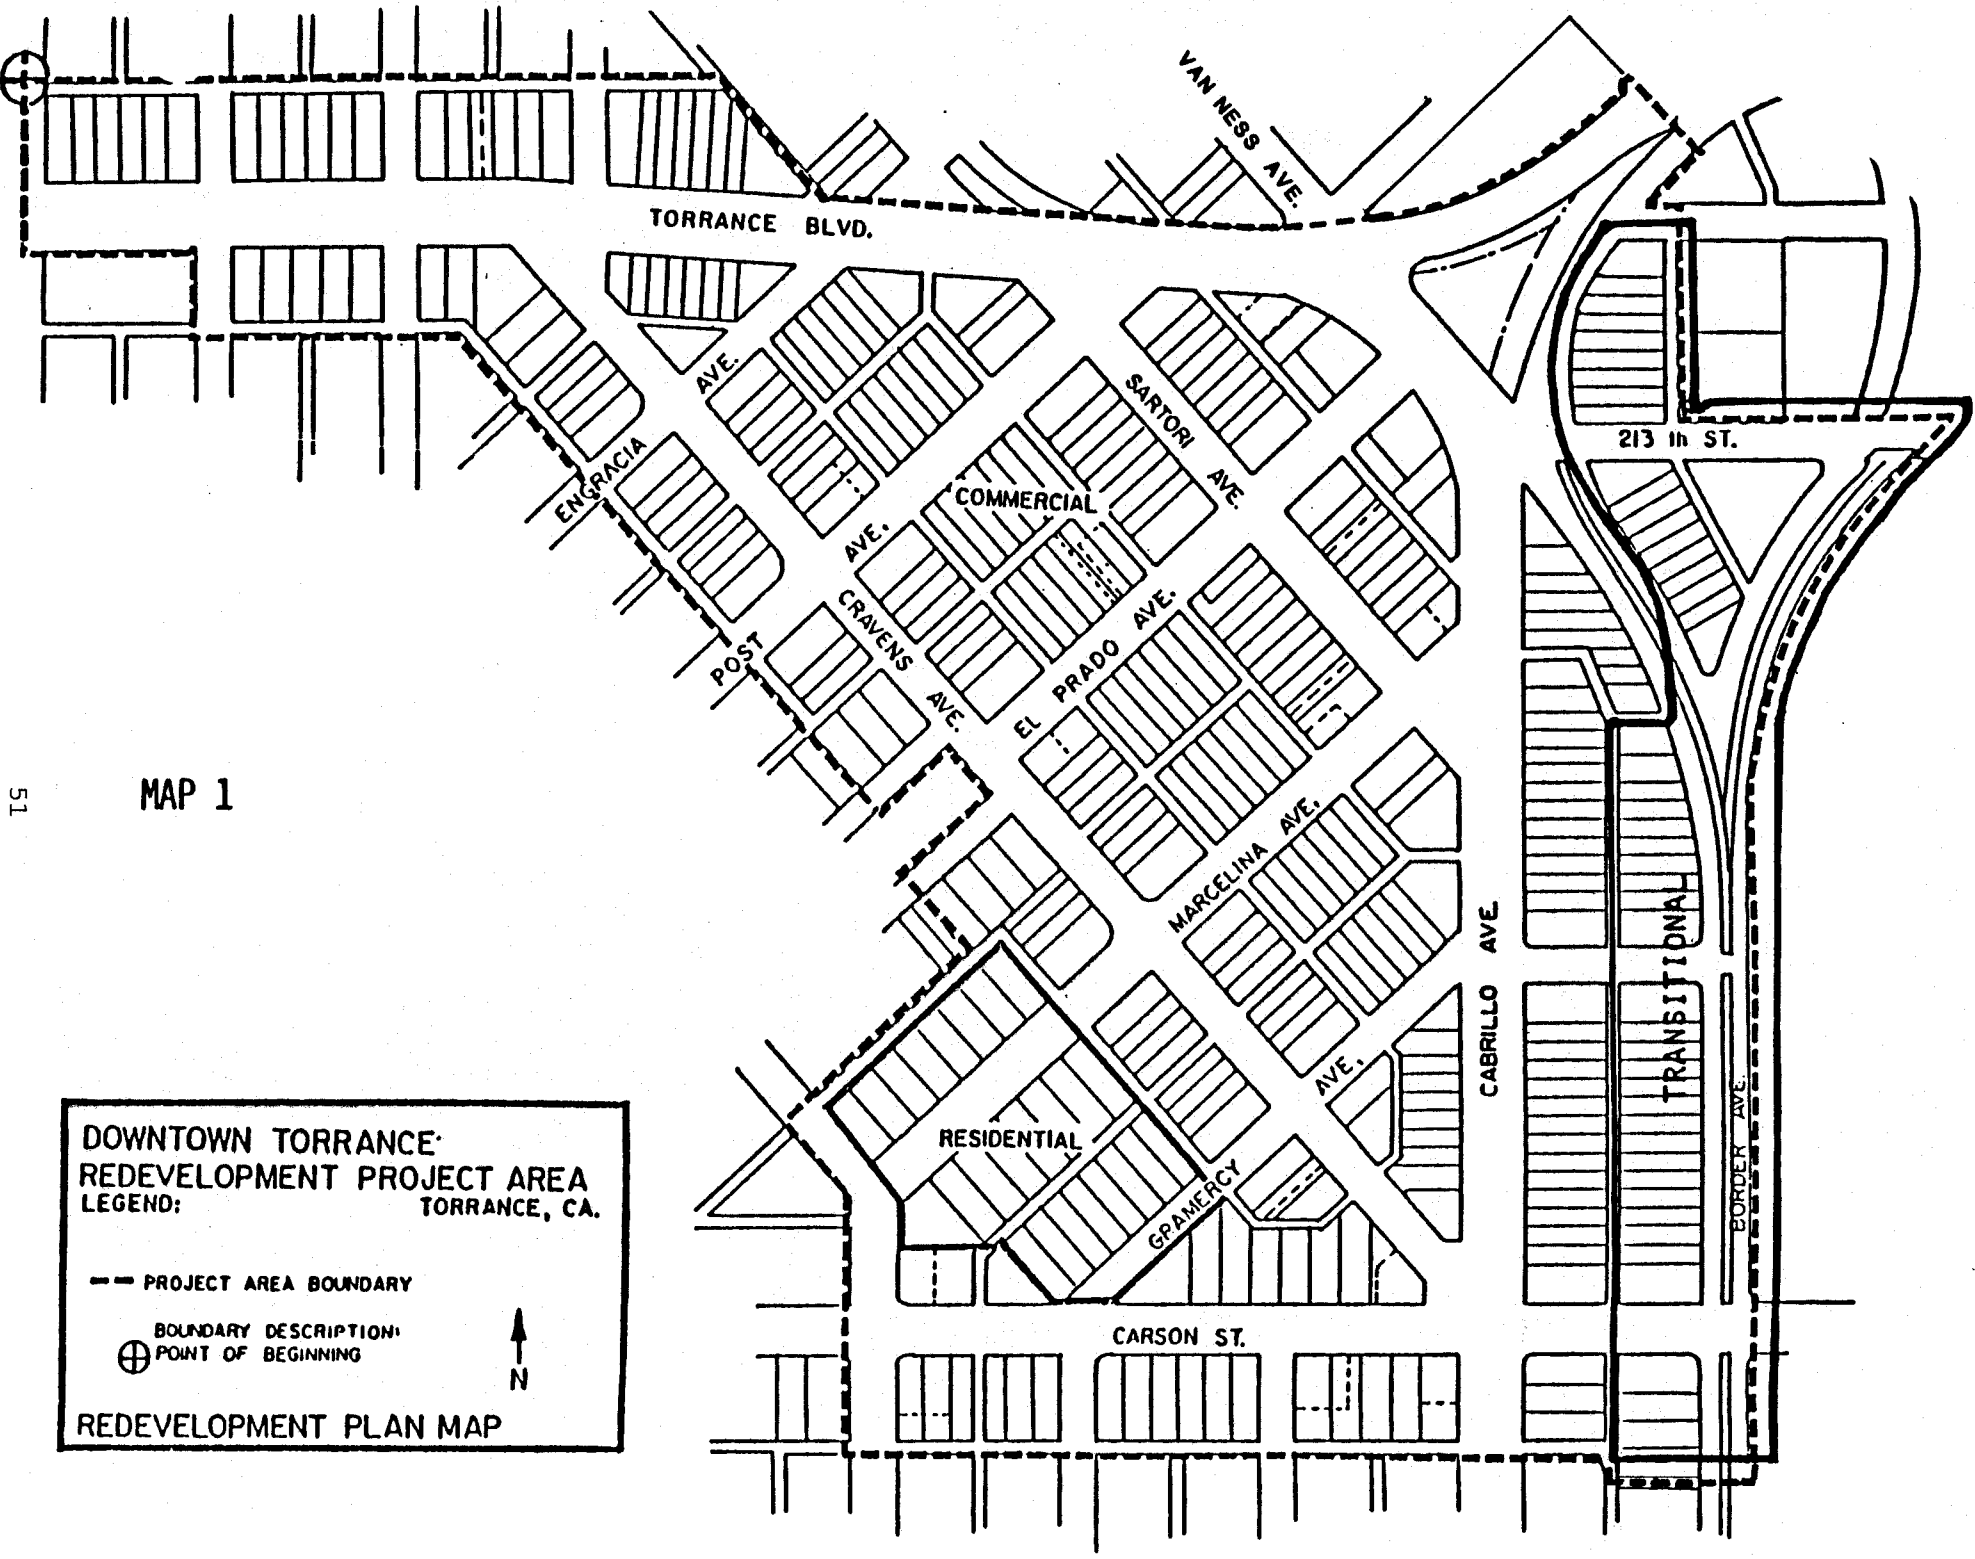 VAN NESS AVE.
TORRANCE BLVD.
AVE.
SARTORI AVE.
213 th ST.
ENGRACIA
COMMERCIAL
AVE.
CRAVENS AVE.
POST
EL PRADO AVE.
MARCELINA AVE.
CABRILLO AVE.
TRANSITIONAL
BORDER AVE.
AVE.
RESIDENTIAL
GRAMERCY
CARSON ST.
51
MAP 1
DOWNTOWN TORRANCE
REDEVELOPMENT PROJECT AREA
LEGEND: TORRANCE, CA.
PROJECT AREA BOUNDARY
BOUNDARY DESCRIPTION:
POINT OF BEGINNING
N
REDEVELOPMENT PLAN MAP